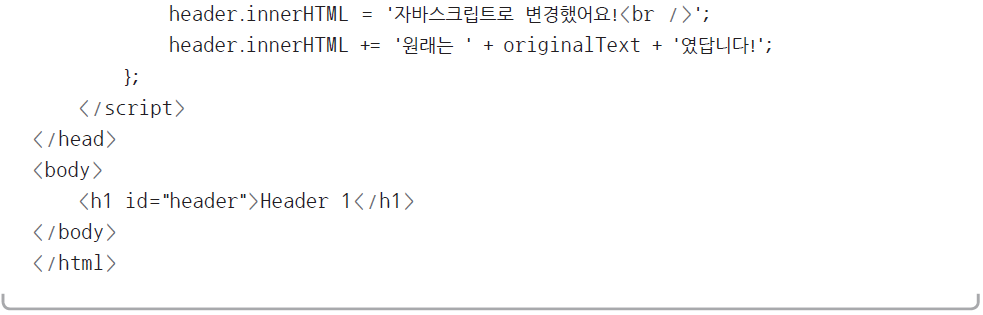 header.innerHTML = '자바스크립트로 변경했어요!<br />';
header.innerHTML += '원래는 ' + originalText + '였답니다!';
};
</script>
</head>
<body>
<h1 id="header">Header 1</h1>
</body>
</html>